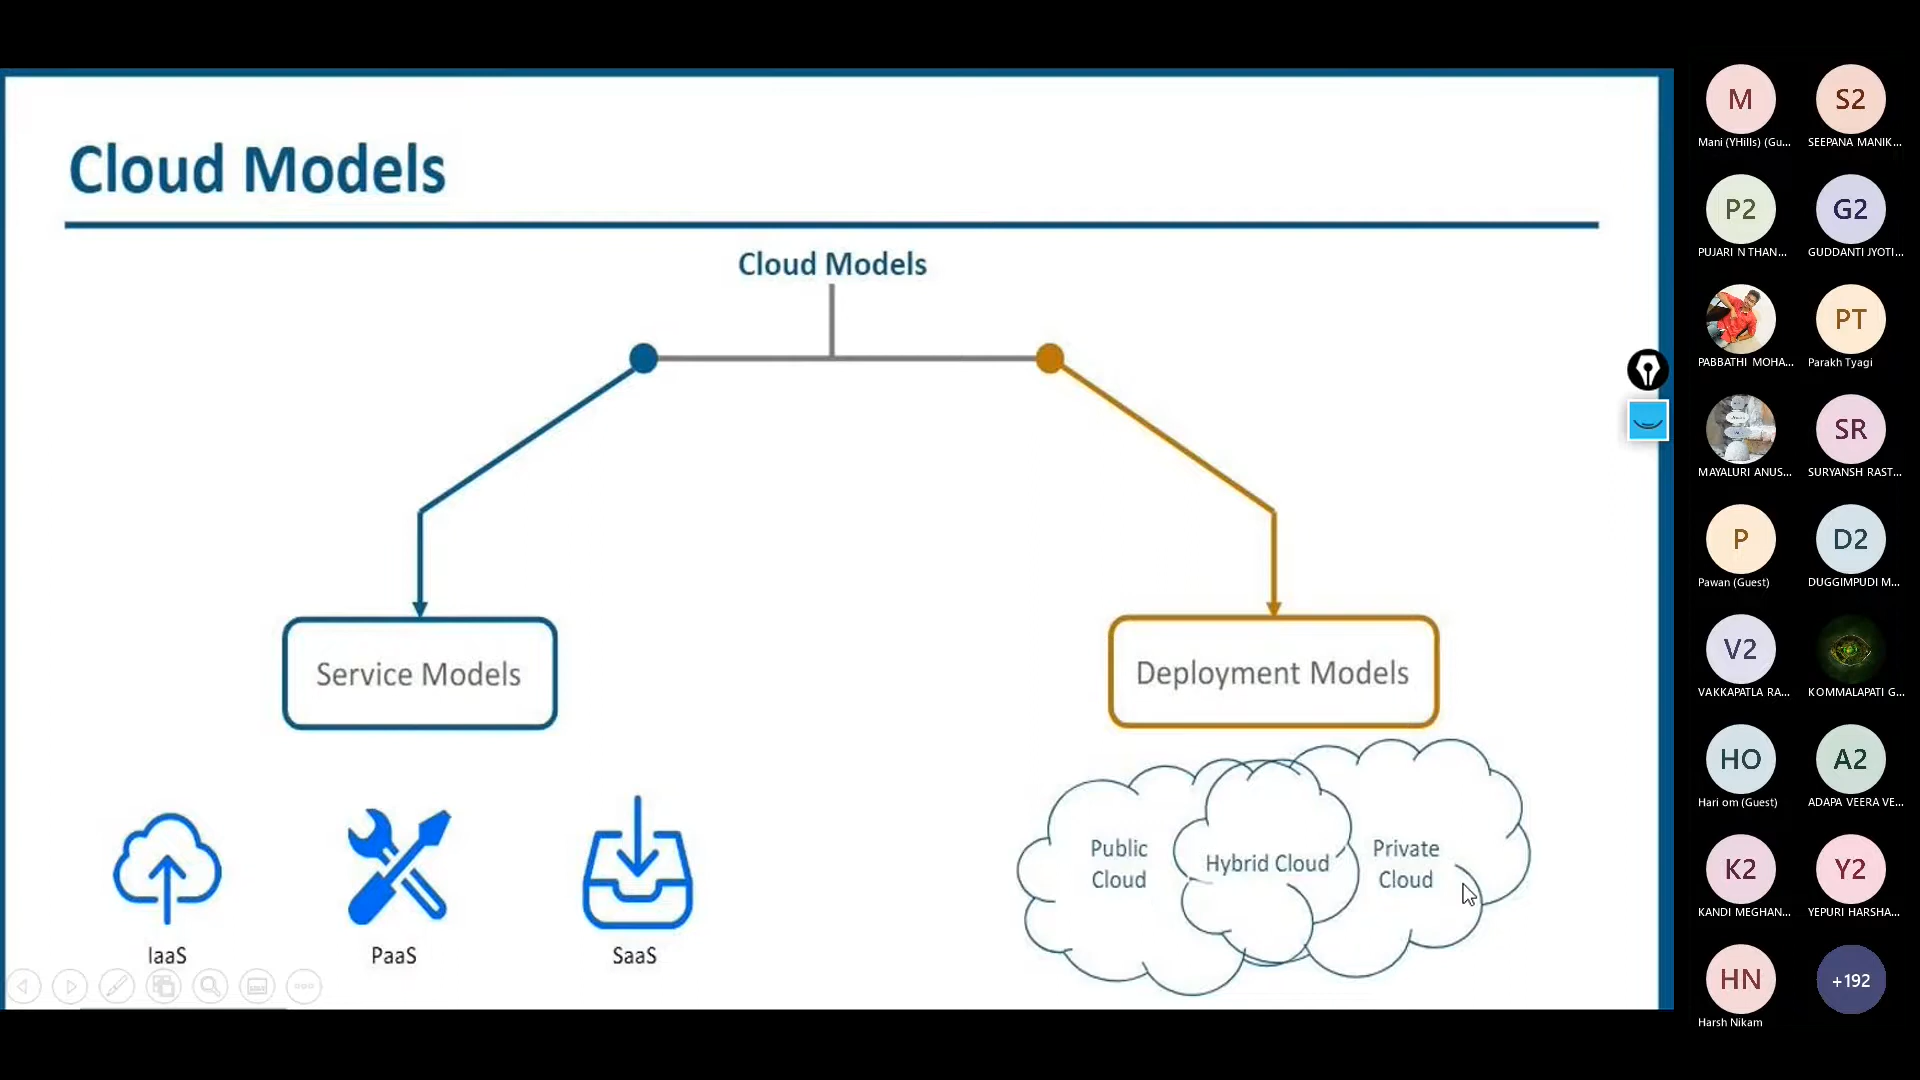 Cloud Models
Cloud Models
Service Models
Deployment Models
IaaS
PaaS
SaaS
Public
Cloud
Hybrid Cloud
Private
Cloud
M
Mani (YHills) (Gu...
S2
SEEPANA MANIK...
P2
PUJARI N THAN...
G2
GUDDANTI JYOTI...
PABBATHI MOHA...
PT
Parakh Tyagi
MAYALURI ANUS...
SR
SURYANSH RAST...
P
Pawan (Guest)
D2
DUGGIMPUDI M...
V2
VAKKAPATLA RA...
KOMMALAPATI G...
HO
Hari om (Guest)
A2
ADAPA VEERA VE...
K2
KANDI MEGHAN...
Y2
YEPURI HARSHA...
HN
Harsh Nikam
+192